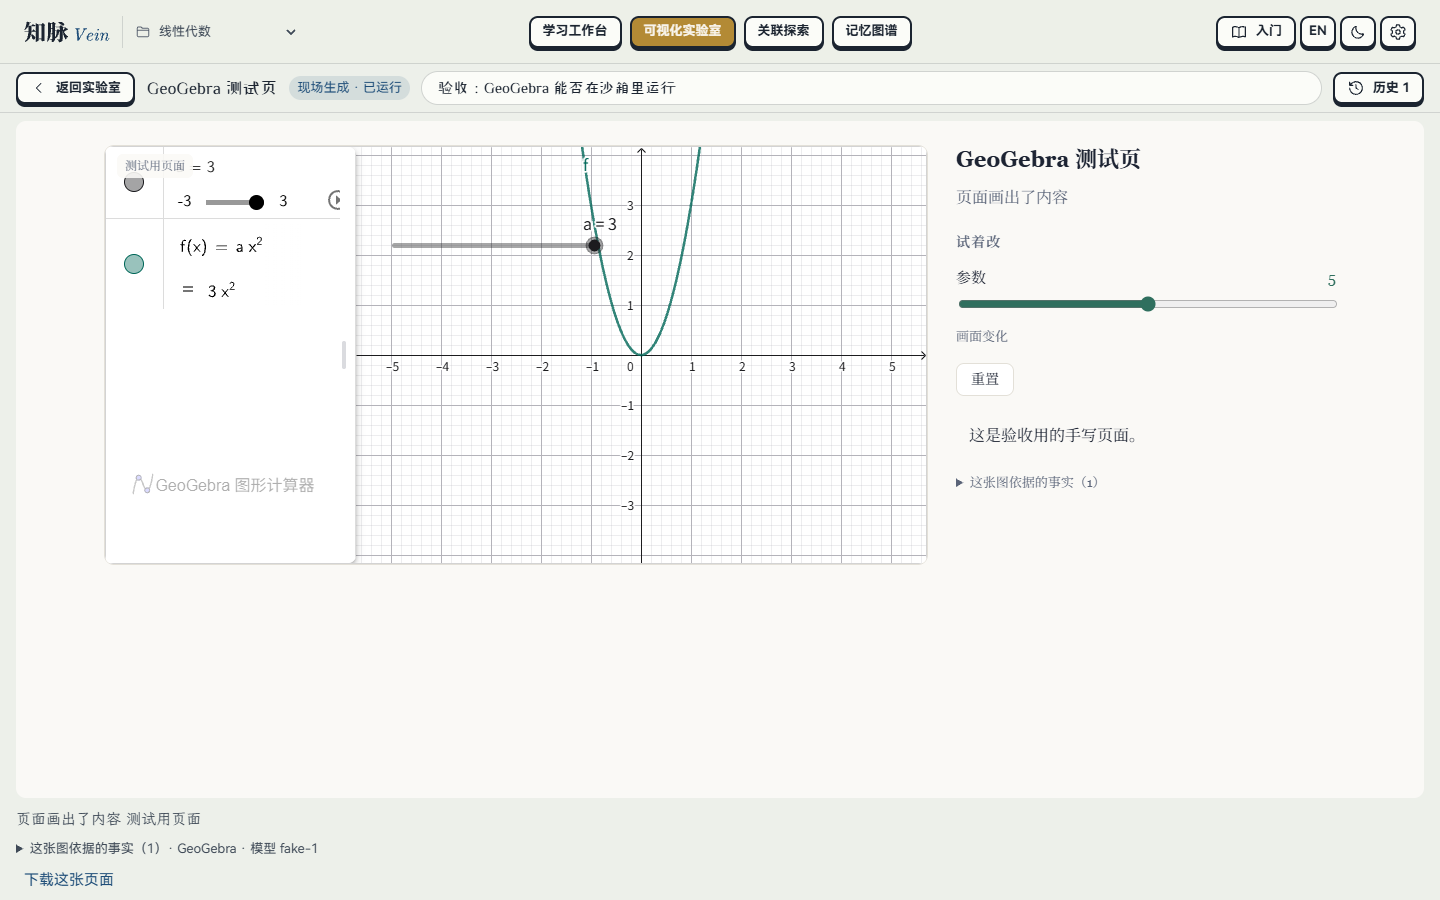 知脉 Vein
线性代数
学习工作台
可视化实验室
关联探索
记忆图谱
入门
EN
返回实验室
GeoGebra 测试页
现场生成 · 已运行
验收：GeoGebra 能否在沙箱里运行
历史 1
测试用页面
= 3
-3
3
f(x) = a x²
= 3 x²
GeoGebra 图形计算器
f
a = 3
3
2
1
−5 −4 −3 −2 −1 0 1 2 3 4 5
−1
−2
−3
GeoGebra 测试页
页面画出了内容
试着改
参数
5
画面变化
重置
这是验收用的手写页面。
这张图依据的事实（1）
页面画出了内容 测试用页面
这张图依据的事实（1）· GeoGebra · 模型 fake-1
下载这张页面